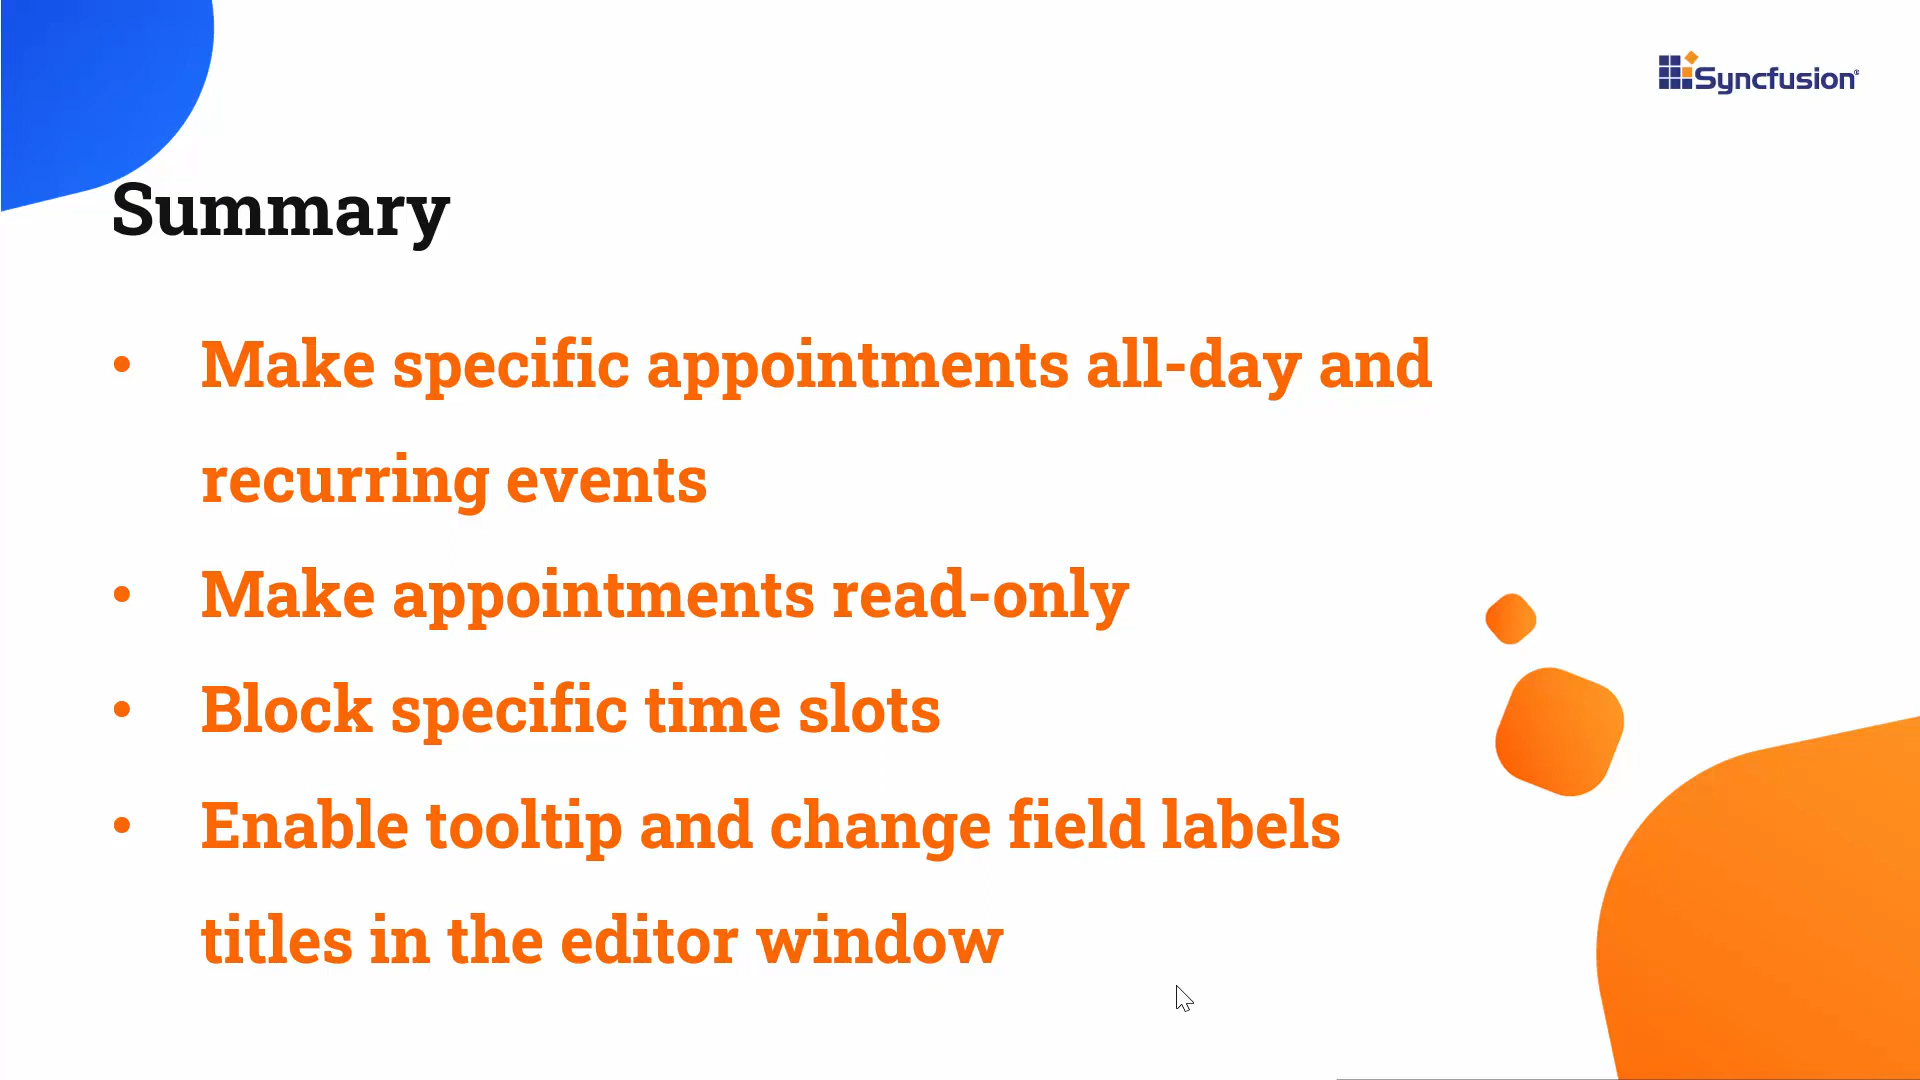 Syncfusion®
Summary
• Make specific appointments all-day and
recurring events
• Make appointments read-only
• Block specific time slots
• Enable tooltip and change field labels
titles in the editor window